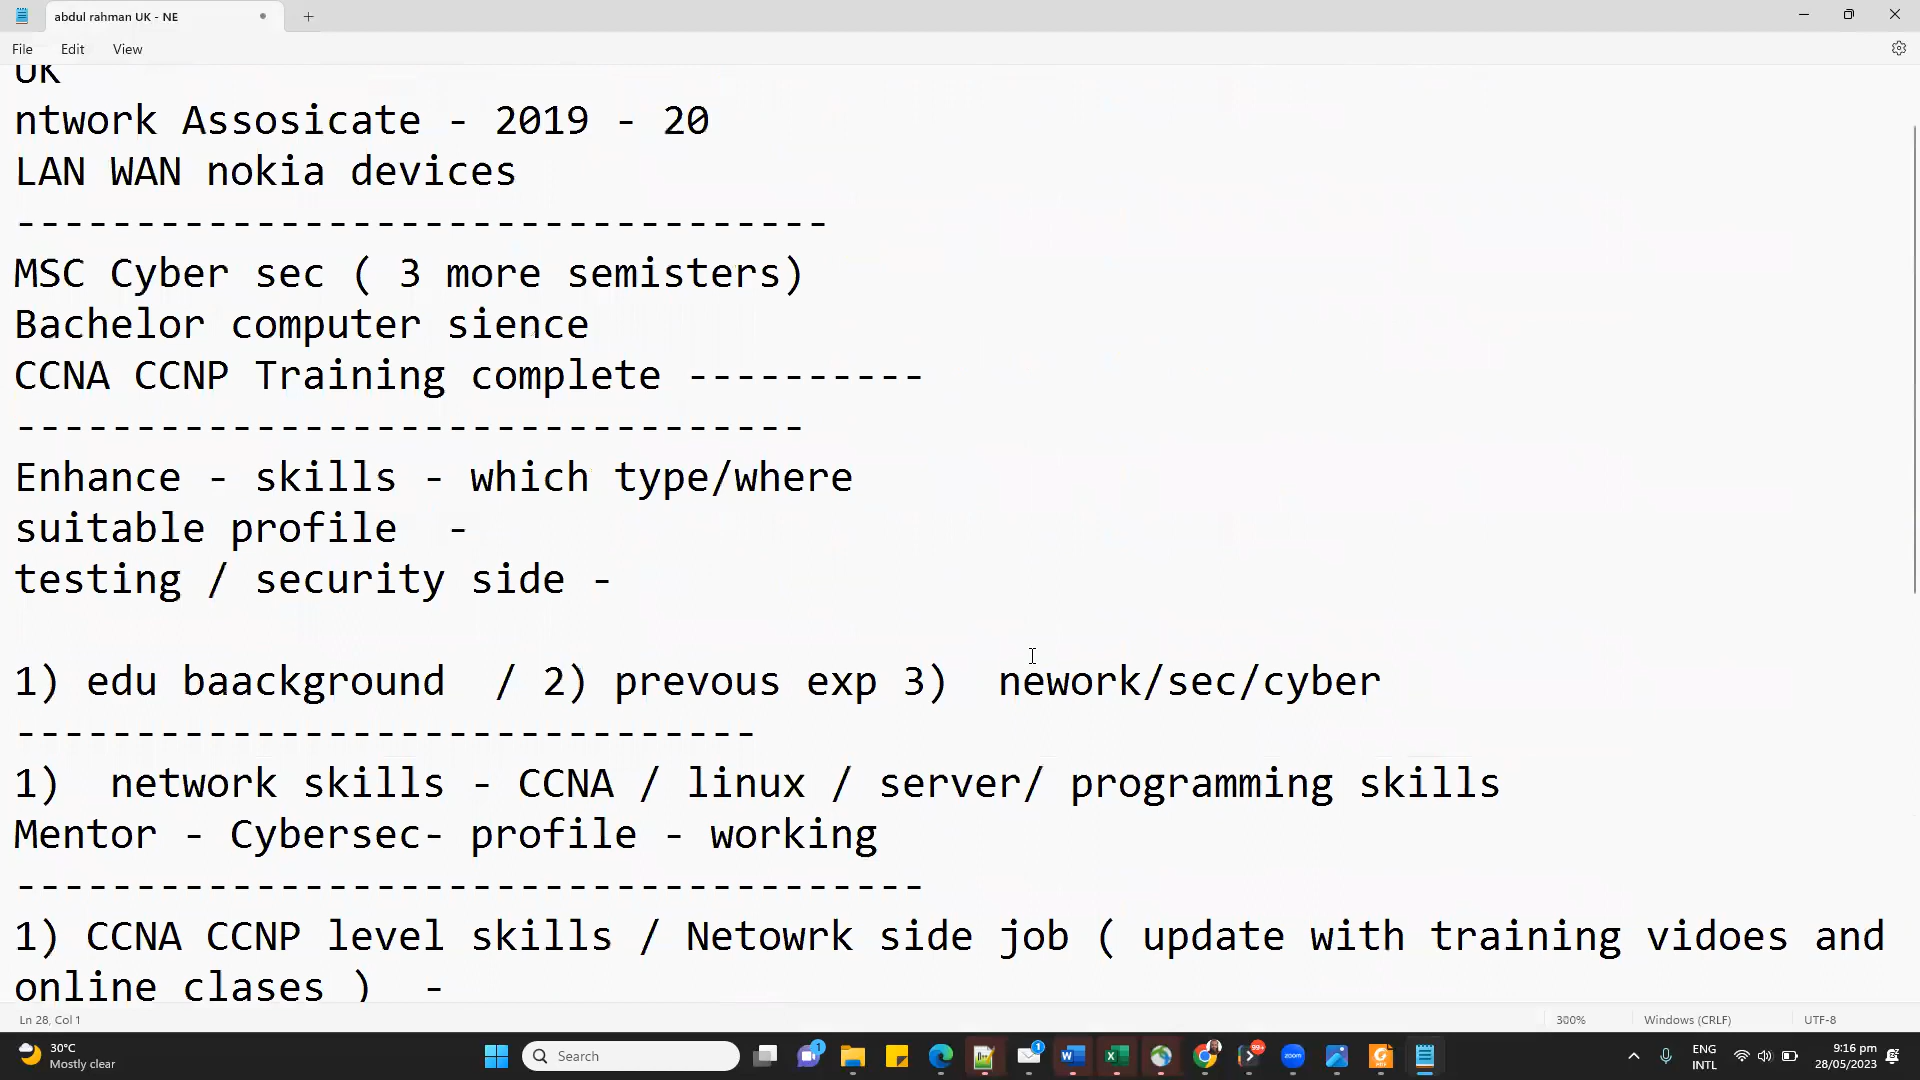 abdul rahman UK - NE
File Edit View
UK
ntwork Assosicate - 2019 - 20
LAN WAN nokia devices
----------------------------------
MSC Cyber sec ( 3 more semisters)
Bachelor computer sience
CCNA CCNP Training complete ----------
---------------------------------
Enhance - skills - which type/where
suitable profile  -
testing / security side -
1) edu baackground  / 2) prevous exp 3)  nework/sec/cyber
-------------------------------
1)  network skills - CCNA / linux / server/ programming skills
Mentor - Cybersec- profile - working
--------------------------------------
1) CCNA CCNP level skills / Netowrk side job ( update with training vidoes and
online clases )  -
Ln 28, Col 1 300% Windows (CRLF) UTF-8
30°C
Mostly clear
Search
1
1
99+
zoom
PDF
ENG
INTL
9:16 pm
28/05/2023